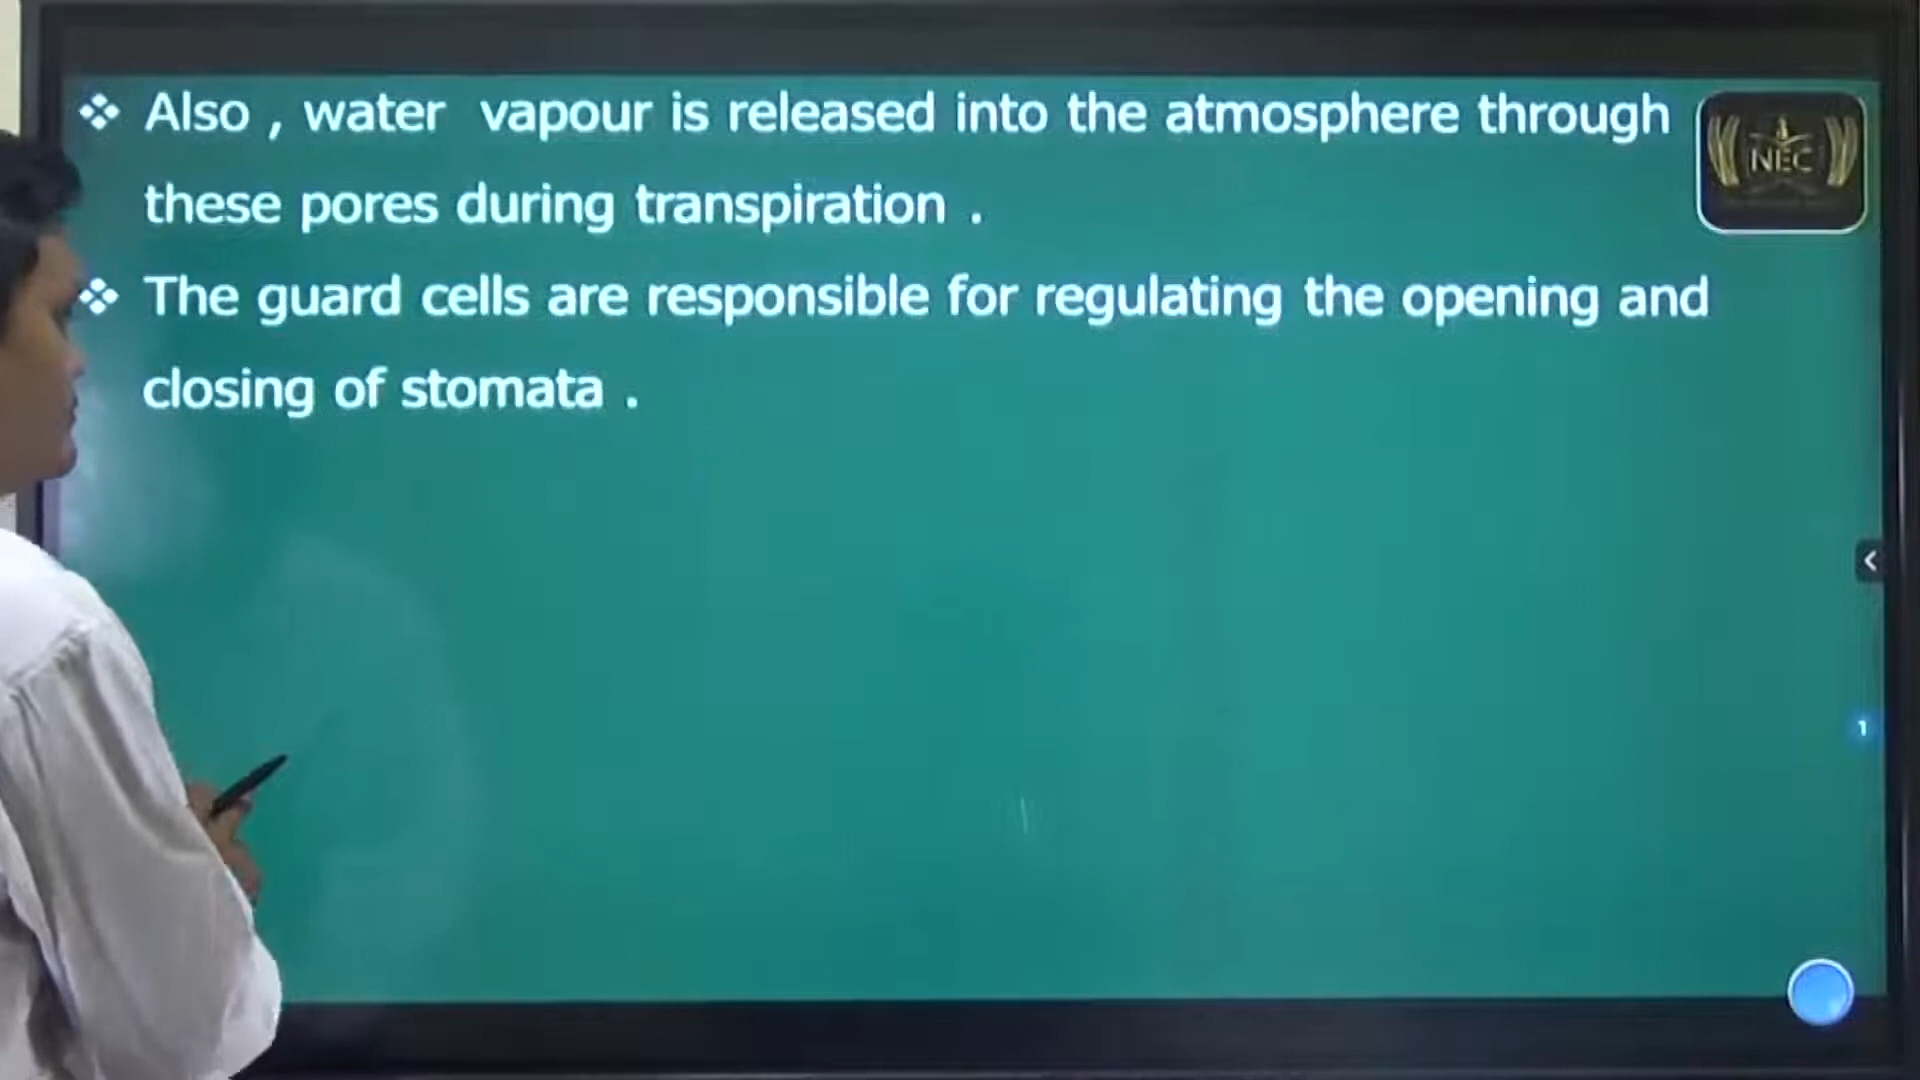 ❖ Also , water vapour is released into the atmosphere through
these pores during transpiration .
❖ The guard cells are responsible for regulating the opening and
closing of stomata .
NEC
1